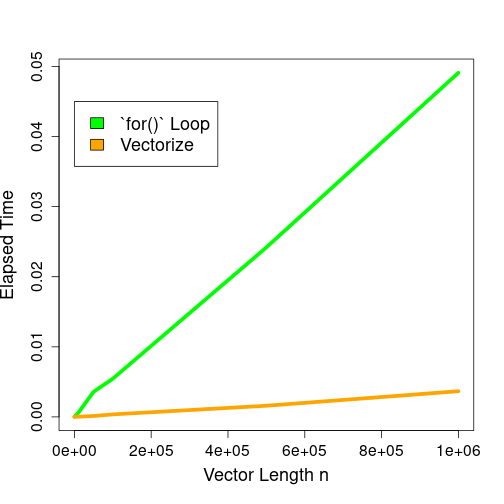 0.05
0.04
0.03
0.02
0.01
0.00
Elapsed Time
`for()` Loop
Vectorize
0e+00 2e+05 4e+05 6e+05 8e+05 1e+06
Vector Length n